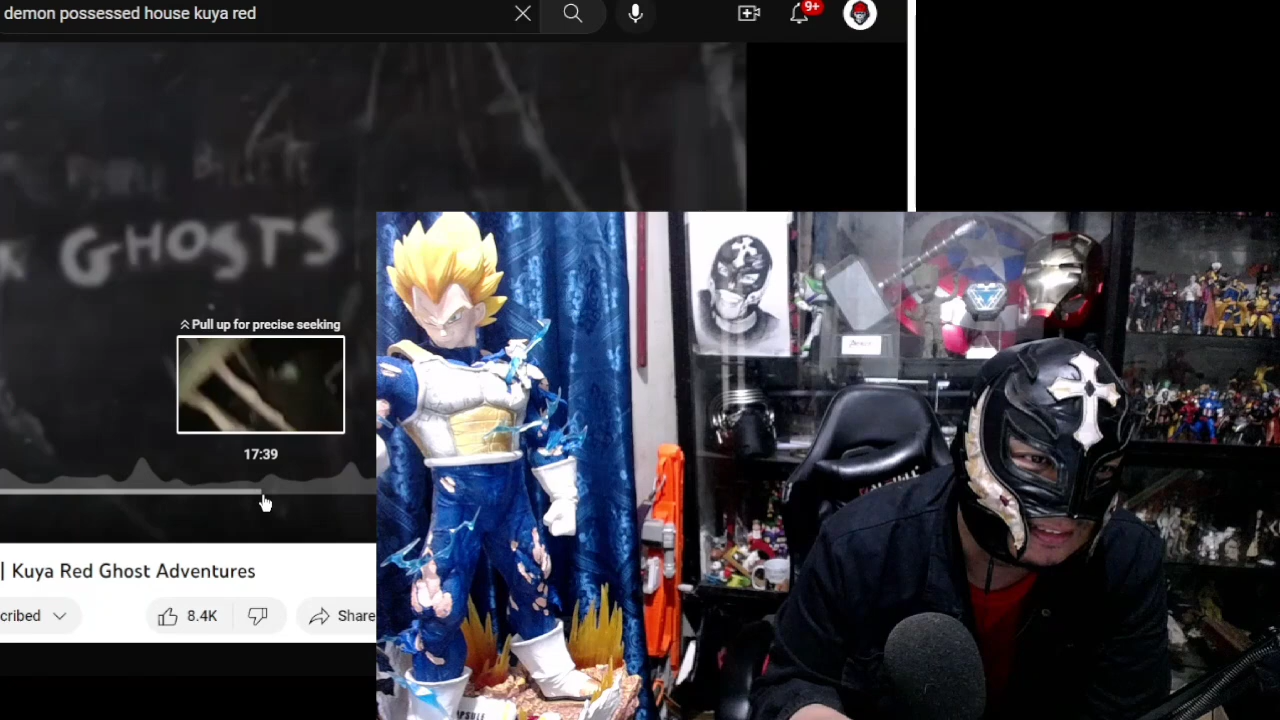 demon possessed house kuya red
9+
GHOSTS
Pull up for precise seeking
17:39
| Kuya Red Ghost Adventures
cribed
8.4K
Share